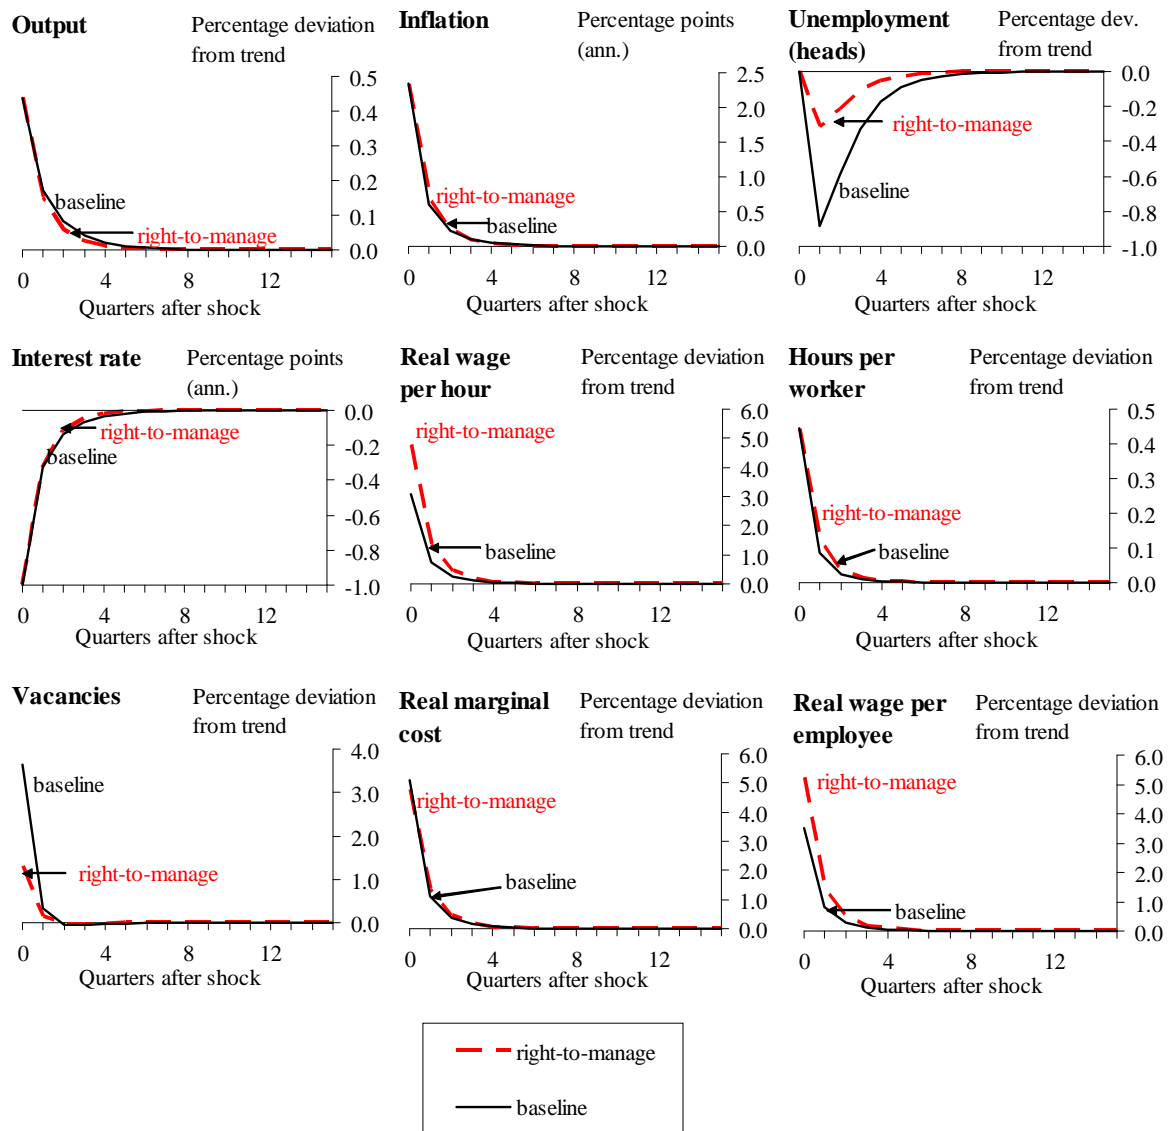 Output
Percentage deviation
from trend
0.5
0.4
0.3
0.2
0.1
0.0
baseline
right-to-manage
0
4
8
12
Quarters after shock
Inflation
Percentage points
(ann.)
2.5
2.0
1.5
1.0
0.5
0.0
right-to-manage
baseline
0
4
8
12
Quarters after shock
Unemployment
(heads)
Percentage dev.
from trend
0.0
-0.2
-0.4
-0.6
-0.8
-1.0
right-to-manage
baseline
0
4
8
12
Quarters after shock
Interest rate
Percentage points
(ann.)
0.0
-0.2
-0.4
-0.6
-0.8
-1.0
right-to-manage
baseline
0
4
8
12
Quarters after shock
Real wage
per hour
Percentage deviation
from trend
6.0
5.0
4.0
3.0
2.0
1.0
0.0
right-to-manage
baseline
0
4
8
12
Quarters after shock
Hours per
worker
Percentage deviation
from trend
0.5
0.4
0.3
0.2
0.1
0.0
right-to-manage
baseline
0
4
8
12
Quarters after shock
Vacancies
Percentage deviation
from trend
4.0
3.0
2.0
1.0
0.0
baseline
right-to-manage
0
4
8
12
Quarters after shock
Real marginal
cost
Percentage deviation
from trend
6.0
5.0
4.0
3.0
2.0
1.0
0.0
right-to-manage
baseline
0
4
8
12
Quarters after shock
Real wage per
employee
Percentage deviation
from trend
6.0
5.0
4.0
3.0
2.0
1.0
0.0
right-to-manage
baseline
0
4
8
12
Quarters after shock
right-to-manage
baseline